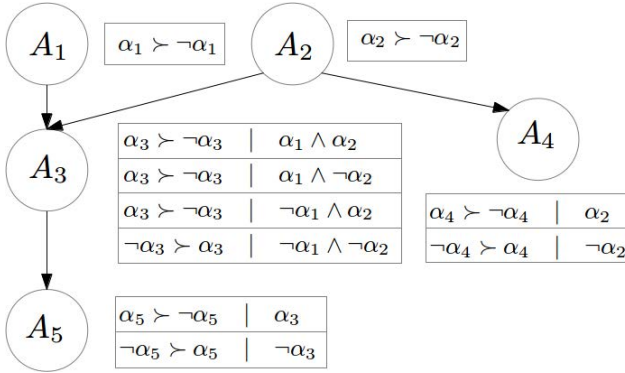 A₁ α₁ ≻ ¬α₁ A₂ α₂ ≻ ¬α₂
A₃
α₃ ≻ ¬α₃ | α₁ ∧ α₂
α₃ ≻ ¬α₃ | α₁ ∧ ¬α₂
α₃ ≻ ¬α₃ | ¬α₁ ∧ α₂
¬α₃ ≻ α₃ | ¬α₁ ∧ ¬α₂
A₄
α₄ ≻ ¬α₄ | α₂
¬α₄ ≻ α₄ | ¬α₂
A₅
α₅ ≻ ¬α₅ | α₃
¬α₅ ≻ α₅ | ¬α₃